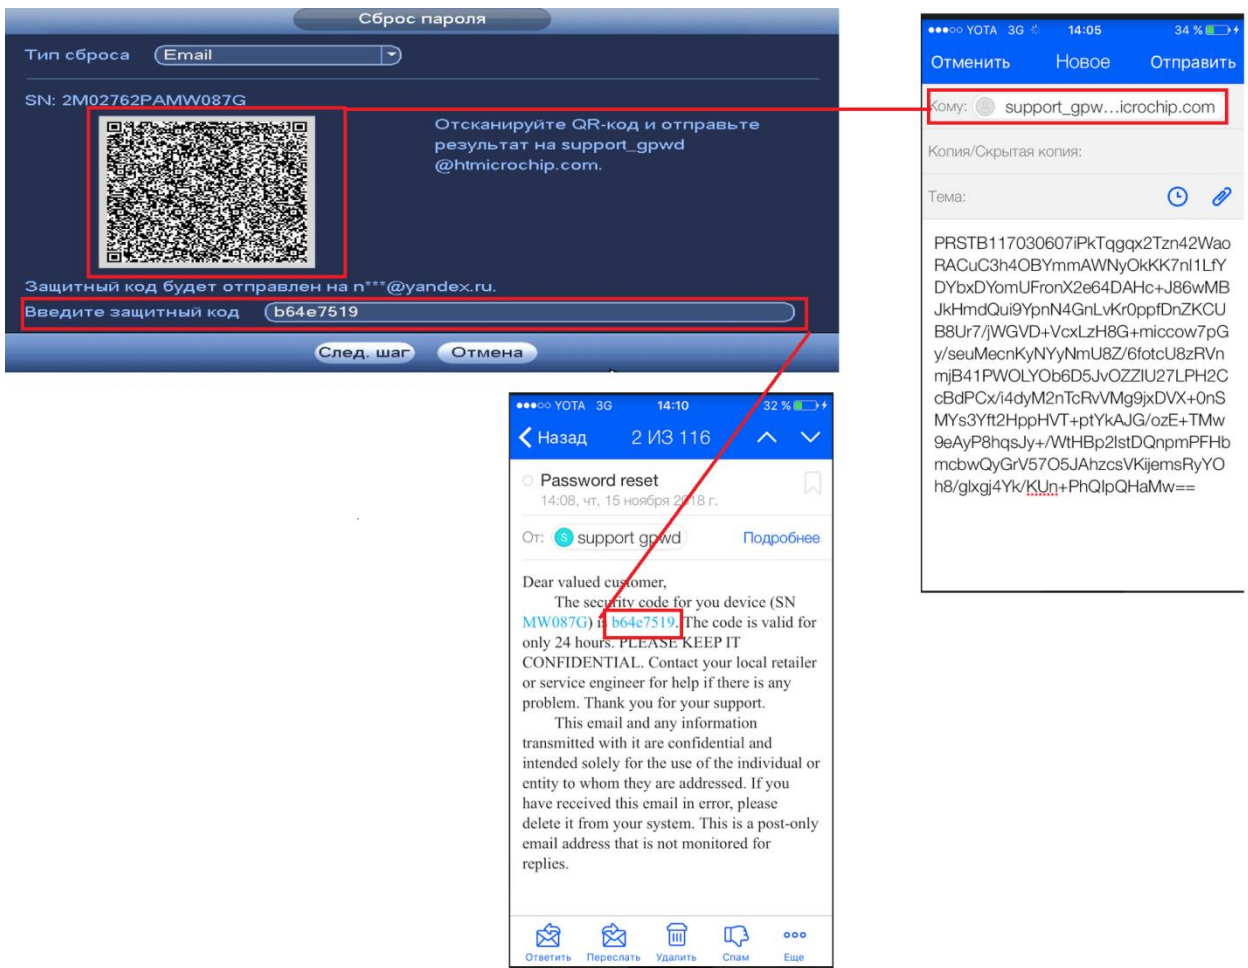 Сброс пароля
Тип сброса Email
SN: 2M02762PAMW087G
Отсканируйте QR-код и отправьте
результат на support_gpwd
@htmicrochip.com.
Защитный код будет отправлен на n***@yandex.ru.
Введите защитный код b64e7519
След. шаг Отмена
YOTA 3G 14:05 34 %
Отменить Новое Отправить
Кому: support_gpw...icrochip.com
Копия/Скрытая копия:
Тема:
PRSTB117030607iPkTqgqx2Tzn42Wao
RACuC3h4OBYmmAWNyOkKK7nl1LfY
DYbxDYomUFronX2e64DAHc+J86wMB
JkHmdQui9YpnN4GnLvKr0ppfDnZKCU
B8Ur7/jWGVD+VcxLzH8G+miccow7pG
y/seuMecnKyNYyNmU8Z/6fotcU8zRVn
mjB41PWOLYOb6D5JvOZZIU27LPH2C
cBdPCx/i4dyM2nTcRvVMg9jxDVX+0nS
MYs3Yft2HppHVT+ptYkAJG/ozE+TMw
9eAyP8hqsJy+/WtHBp2lstDQnpmPFHb
mcbwQyGrV57O5JAhzcsVKijemsRyYO
h8/glxgj4Yk/KUn+PhQIpQHaMw==
YOTA 3G 14:10 32 %
Назад 2 ИЗ 116
Password reset
14:08, чт, 15 ноября 2018 г.
От: S support gpwd Подробнее
Dear valued customer,
The security code for you device (SN
MW087G) is b64e7519. The code is valid for
only 24 hours. PLEASE KEEP IT
CONFIDENTIAL. Contact your local retailer
or service engineer for help if there is any
problem. Thank you for your support.
This email and any information
transmitted with it are confidential and
intended solely for the use of the individual or
entity to whom they are addressed. If you
have received this email in error, please
delete it from your system. This is a post-only
email address that is not monitored for
replies.
Ответить Переслать Удалить Спам Еще